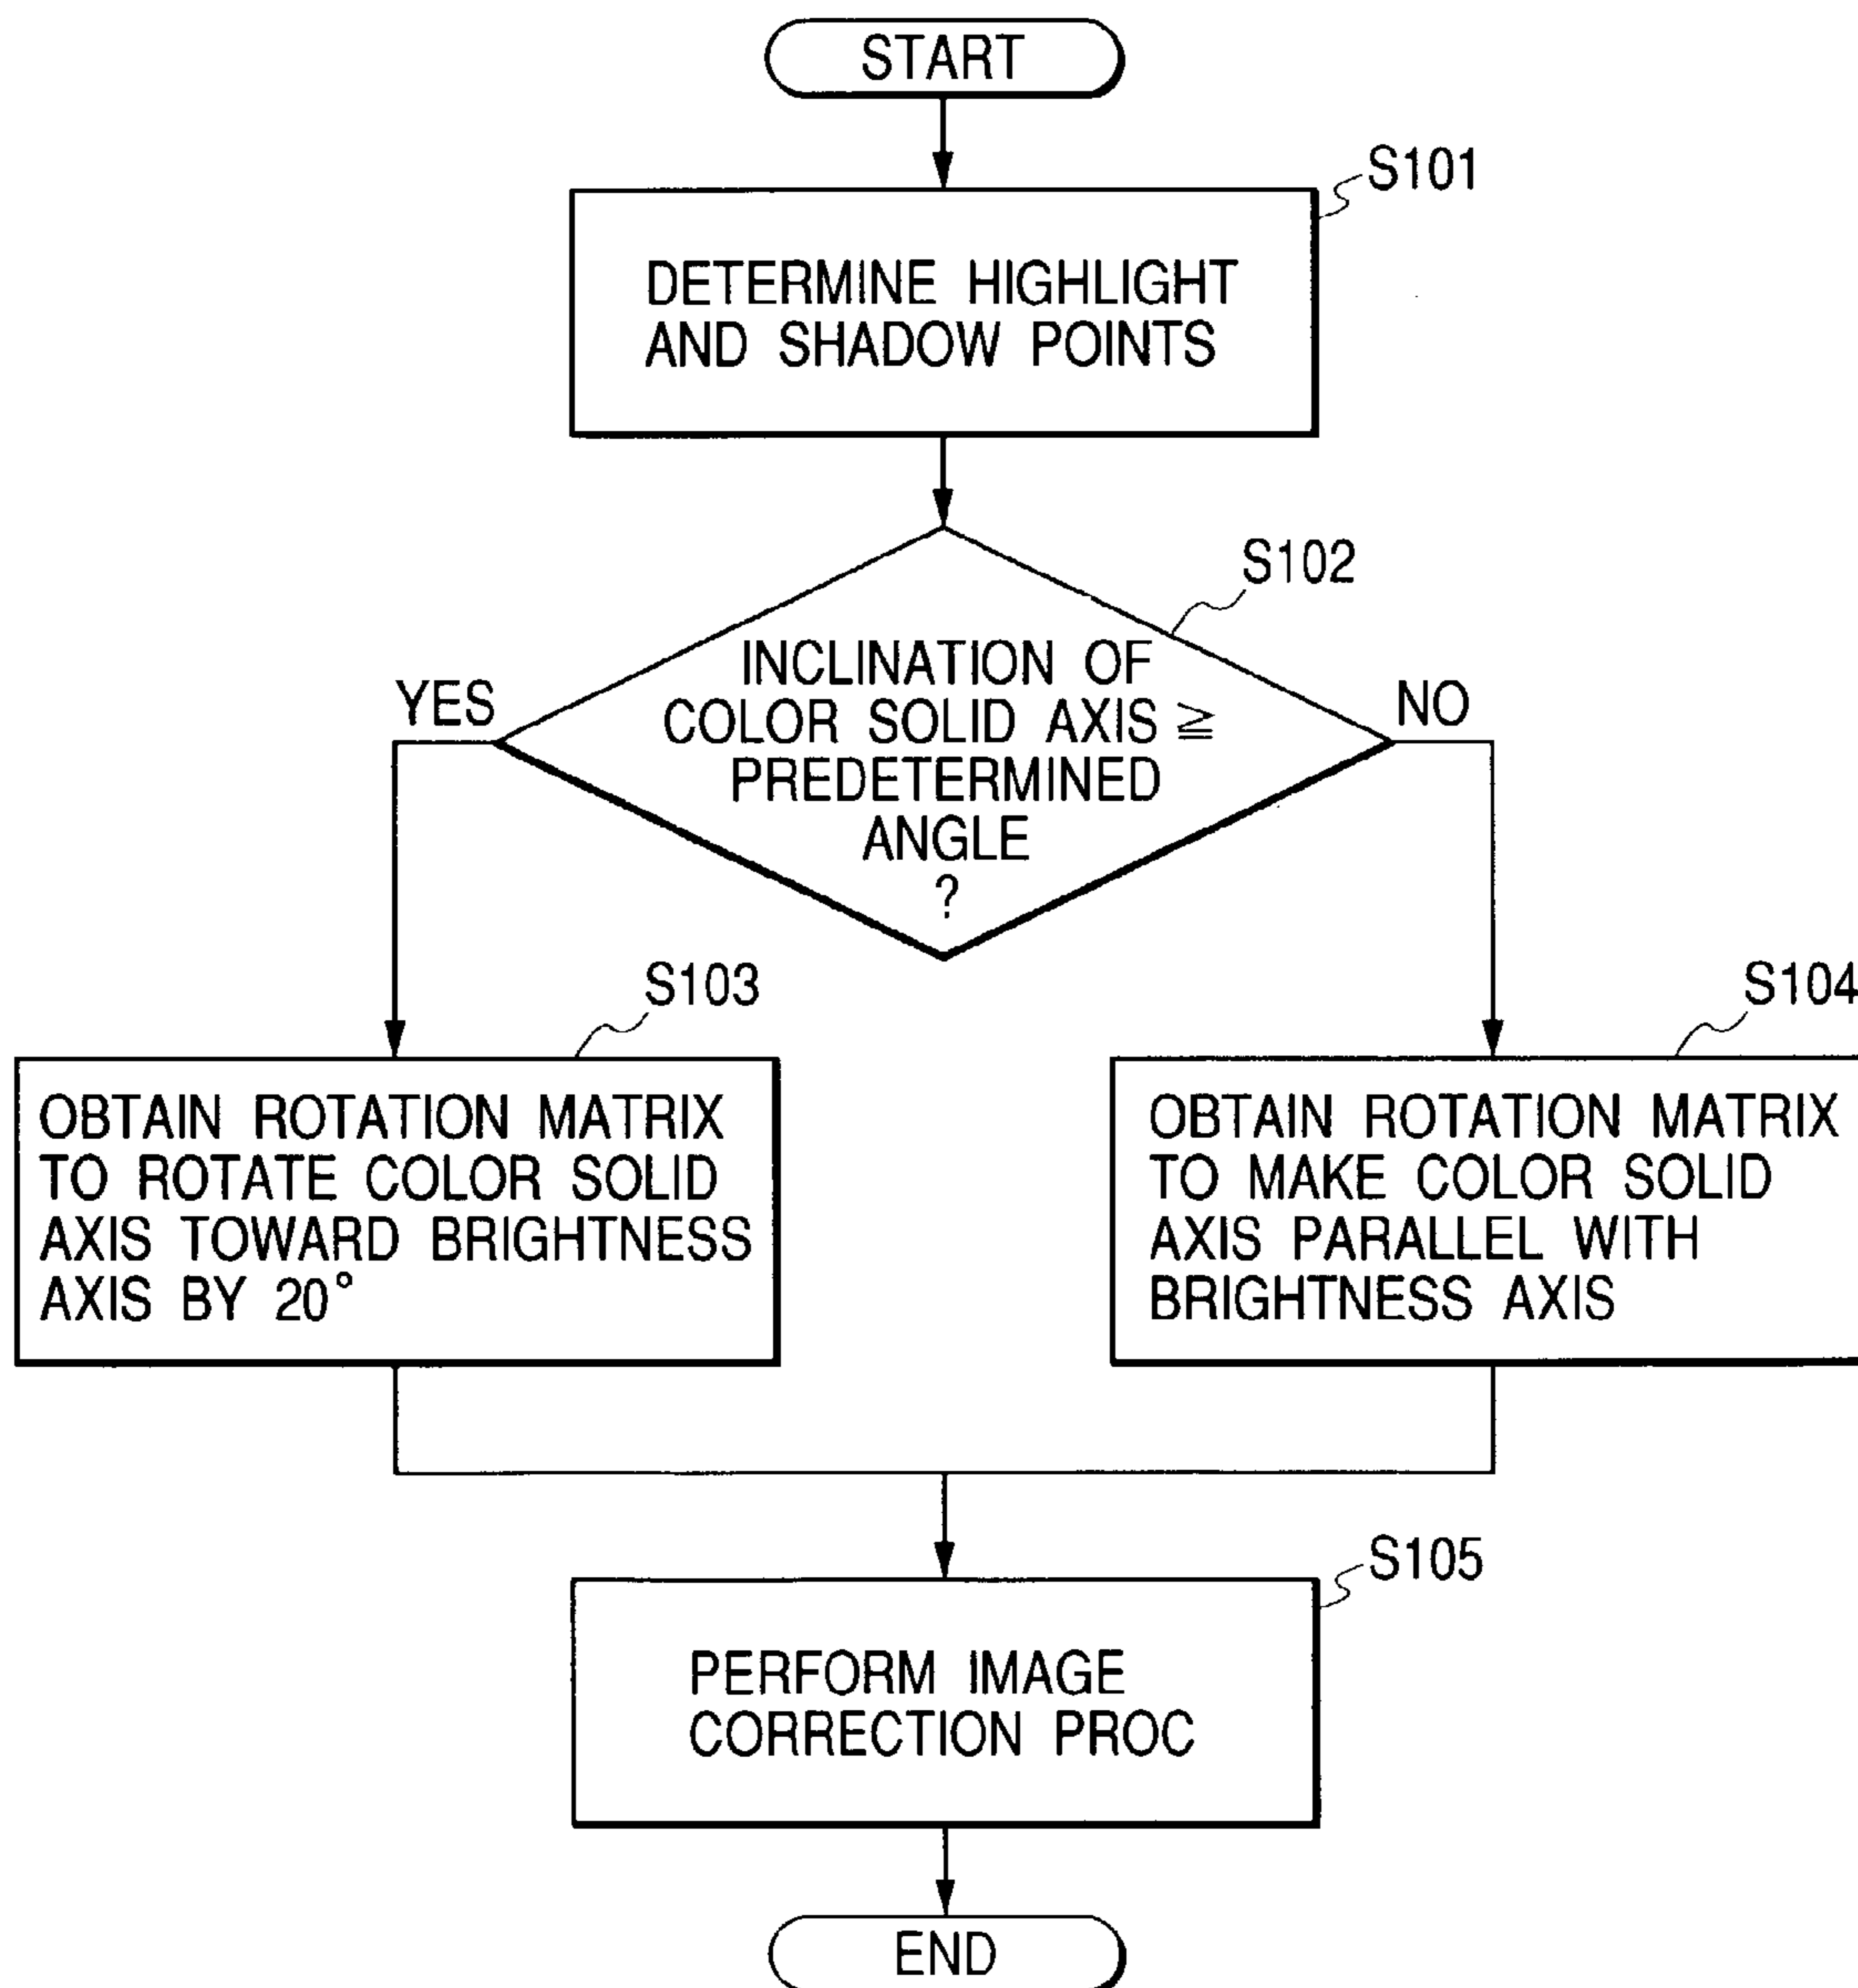 START
S101
DETERMINE HIGHLIGHT
AND SHADOW POINTS
S102
INCLINATION OF
COLOR SOLID AXIS ≧
PREDETERMINED
ANGLE
?
YES
NO
S103
OBTAIN ROTATION MATRIX
TO ROTATE COLOR SOLID
AXIS TOWARD BRIGHTNESS
AXIS BY 20°
S104
OBTAIN ROTATION MATRIX
TO MAKE COLOR SOLID
AXIS PARALLEL WITH
BRIGHTNESS AXIS
S105
PERFORM IMAGE
CORRECTION PROC
END